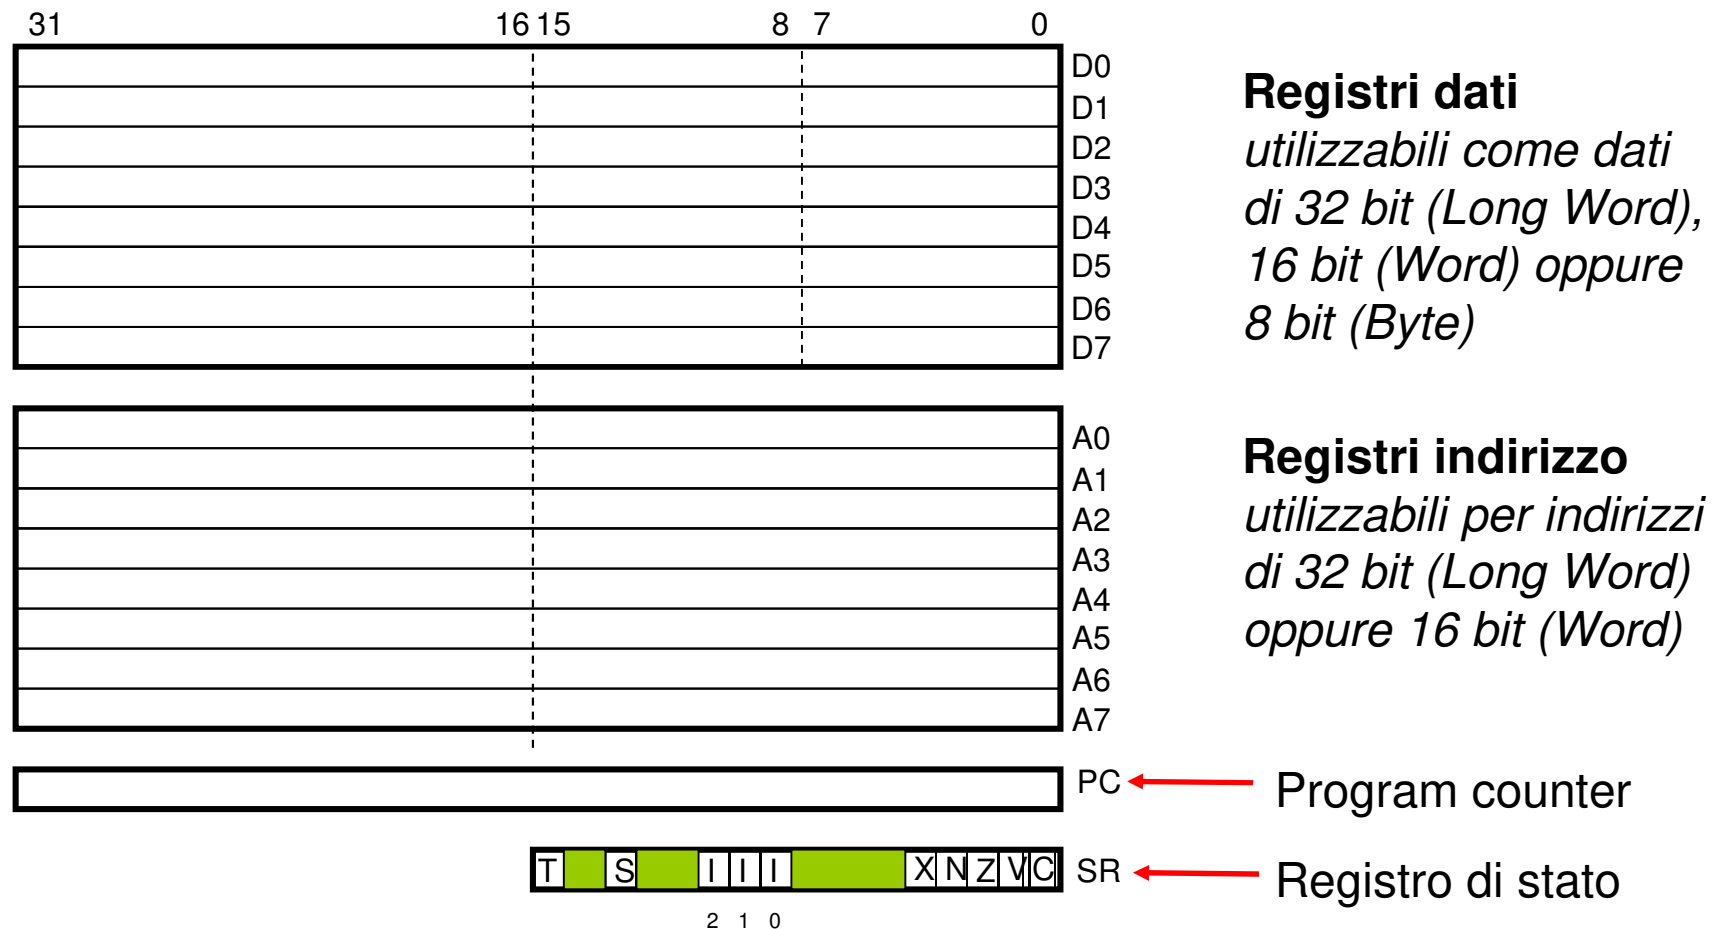 31 16 15 8 7 0
D0
D1
D2
D3
D4
D5
D6
D7
Registri dati
utilizzabili come dati
di 32 bit (Long Word),
16 bit (Word) oppure
8 bit (Byte)
A0
A1
A2
A3
A4
A5
A6
A7
Registri indirizzo
utilizzabili per indirizzi
di 32 bit (Long Word)
oppure 16 bit (Word)
PC
Program counter
T S I I I X N Z V C
SR
Registro di stato
2 1 0